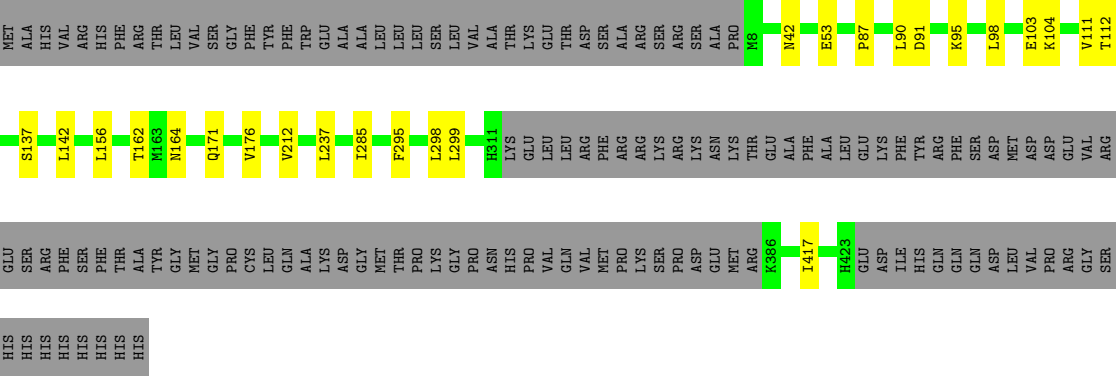 MET ALA HIS VAL ARG HIS PHE ARG THR LEU VAL SER GLY PHE TYR PHE TRP GLU ALA ALA LEU LEU LEU SER LEU VAL ALA THR LYS GLU THR ASP SER ALA ARG SER ARG SER ALA PRO M8 N42 E53 P87 L90 D91 K95 L98 E103 K104 V111 T112
S137 L142 L156 T162 M163 N164 Q171 V176 V212 L237 I285 F295 L298 L299 H311 LYS GLU LEU LEU ARG PHE ARG ARG LYS ARG LYS ASN LYS THR GLU ALA PHE ALA LEU GLU LYS PHE TYR ARG PHE SER ASP MET ASP ASP GLU VAL ARG
GLU SER ARG PHE SER PHE THR ALA TYR GLY MET GLY PRO CYS LEU GLN ALA LYS ASP GLY MET THR PRO LYS GLY PRO ASN HIS PRO VAL GLN VAL MET PRO LYS SER PRO ASP GLU MET ARG K386 I417 H423 GLU ASP ILE HIS GLN GLN GLN ASP LEU VAL PRO ARG GLY SER
HIS HIS HIS HIS HIS HIS HIS HIS